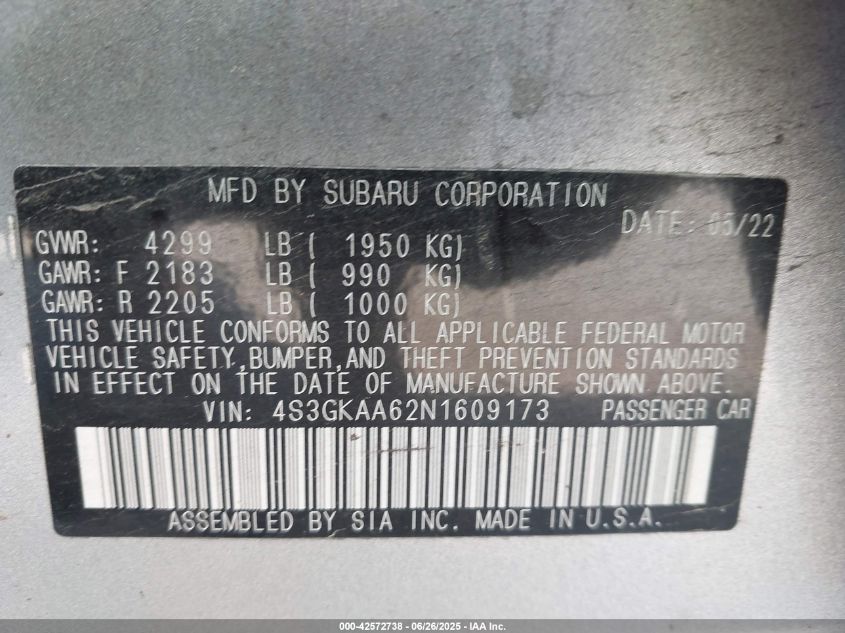 MFD BY SUBARU CORPORATION
DATE: 05/22
GVWR: 4299 LB ( 1950 KG)
GAWR: F 2183 LB ( 990 KG)
GAWR: R 2205 LB ( 1000 KG)
THIS VEHICLE CONFORMS TO ALL APPLICABLE FEDERAL MOTOR
VEHICLE SAFETY,BUMPER,AND THEFT PREVENTION STANDARDS
IN EFFECT ON THE DATE OF MANUFACTURE SHOWN ABOVE.
VIN: 4S3GKAA62N1609173 PASSENGER CAR
ASSEMBLED BY SIA INC. MADE IN U.S.A.
000-42572738 - 06/26/2025 - IAA Inc.